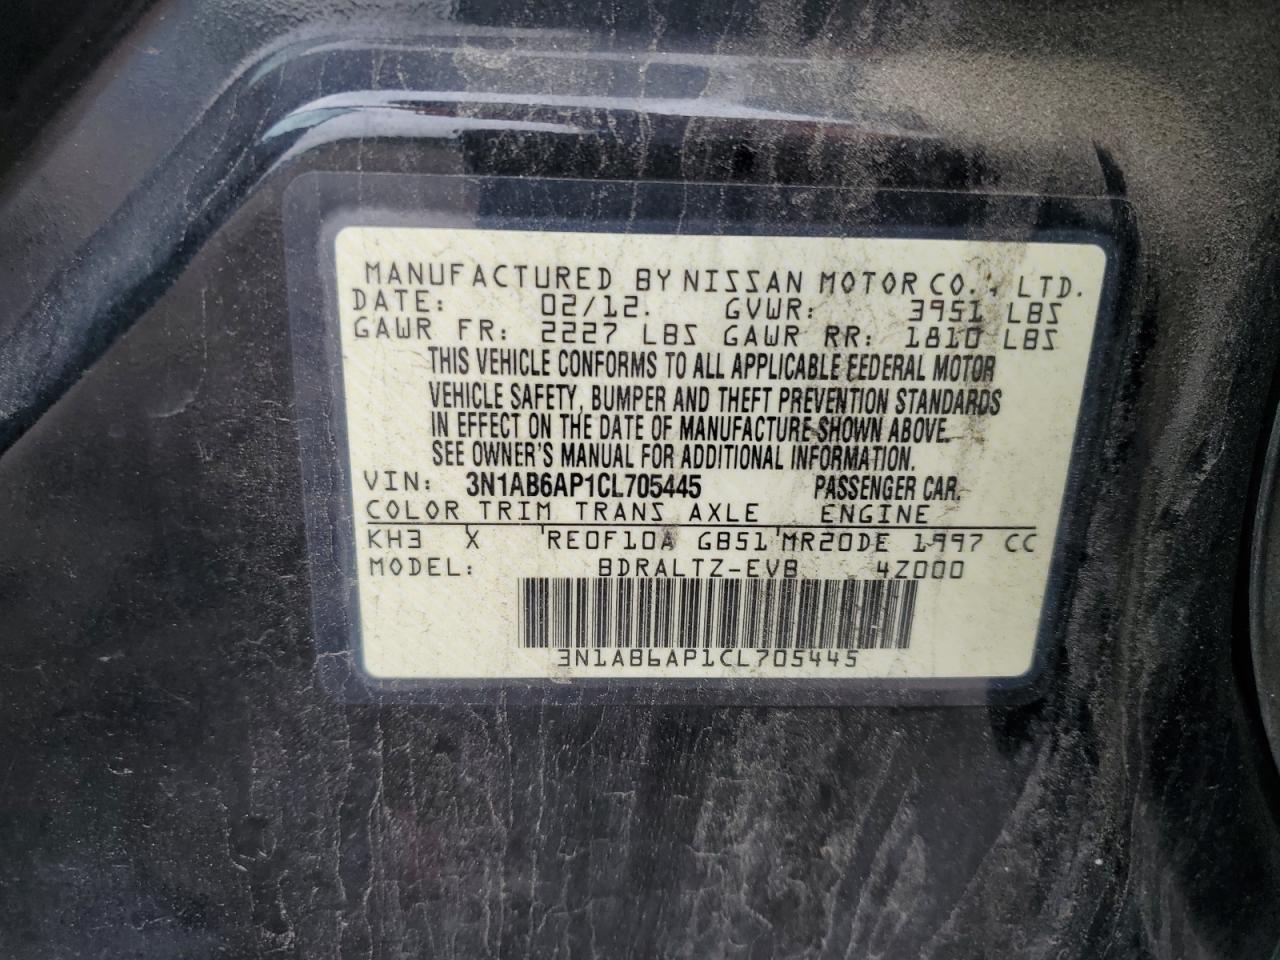 MANUFACTURED BY NISSAN MOTOR CO., LTD.
DATE: 02/12. GVWR: 3951 LBS
GAWR FR: 2227 LBS GAWR RR: 1810 LBS
THIS VEHICLE CONFORMS TO ALL APPLICABLE FEDERAL MOTOR
VEHICLE SAFETY, BUMPER AND THEFT PREVENTION STANDARDS
IN EFFECT ON THE DATE OF MANUFACTURE SHOWN ABOVE.
SEE OWNER'S MANUAL FOR ADDITIONAL INFORMATION.
VIN: 3N1AB6AP1CL705445 PASSENGER CAR.
COLOR TRIM TRANS AXLE ENGINE
KH3 X RE0F10A GB51 MR20DE 1997 CC
MODEL: BDRALTZ-EVB 4Z000
3N1AB6AP1CL705445